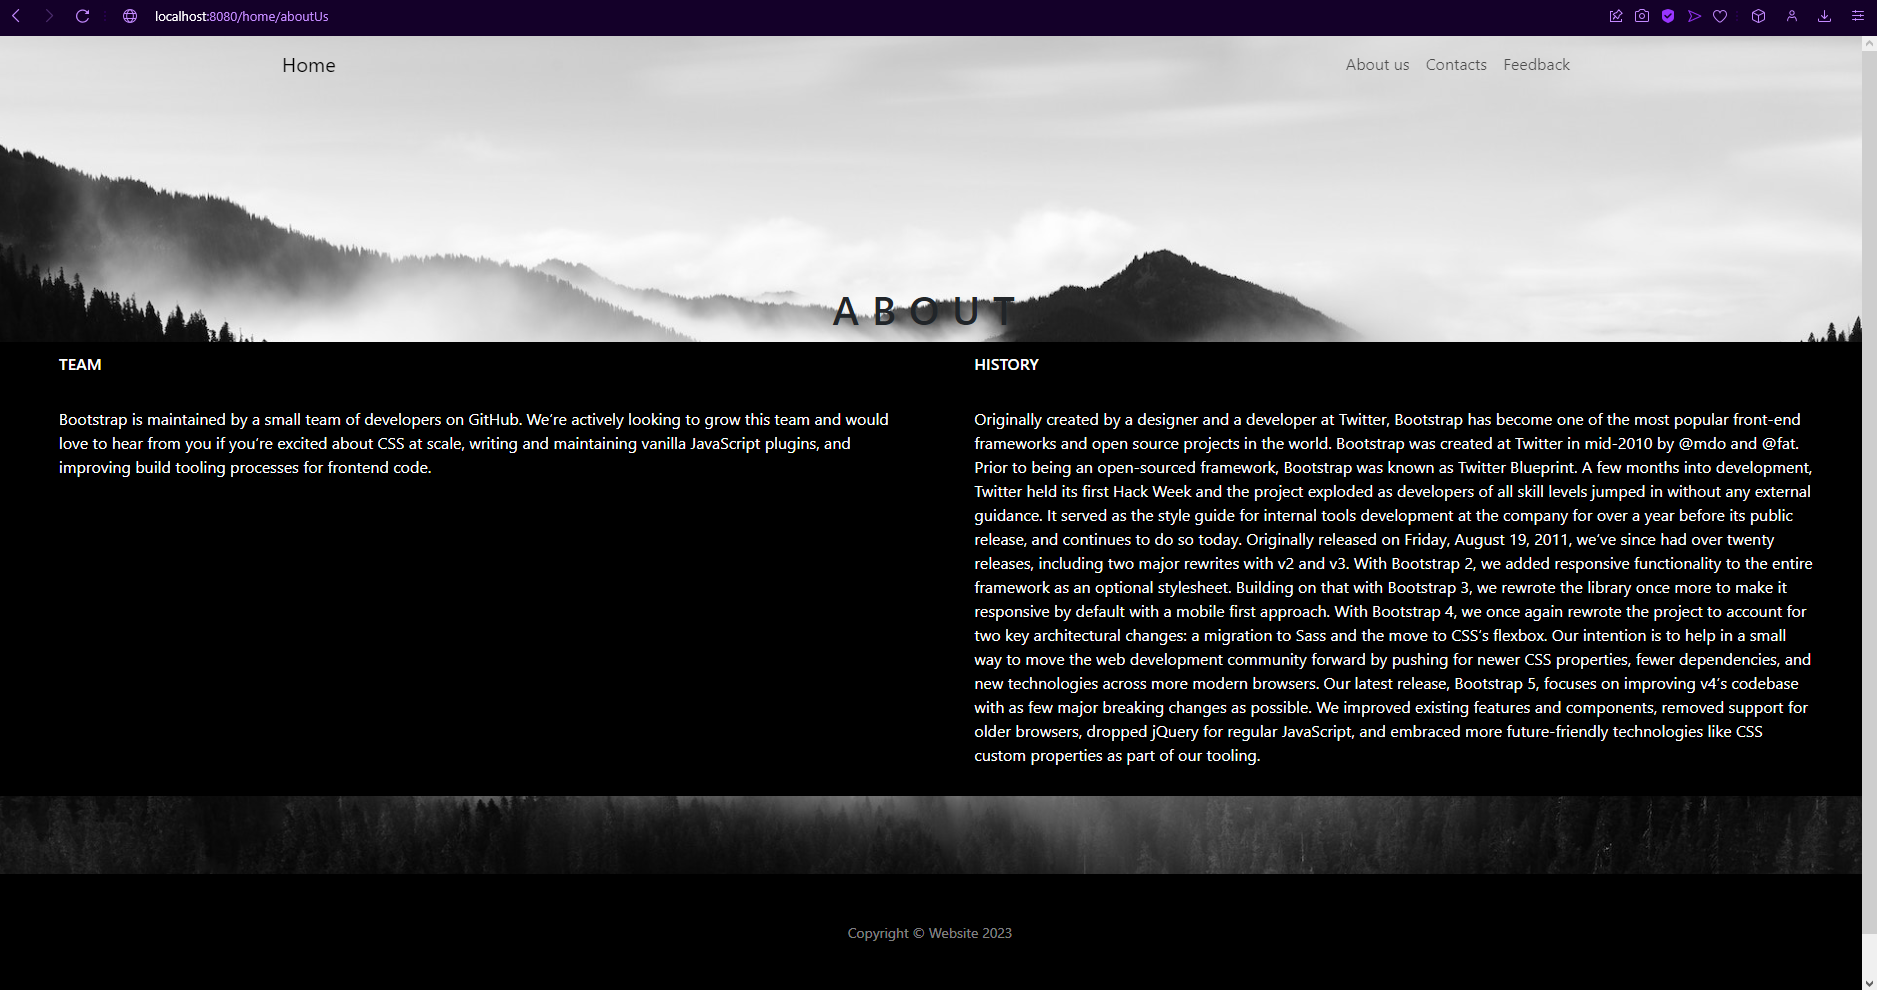 localhost:8080/home/aboutUs
Home
About us Contacts Feedback
ABOUT
TEAM
Bootstrap is maintained by a small team of developers on GitHub. We’re actively looking to grow this team and would
love to hear from you if you’re excited about CSS at scale, writing and maintaining vanilla JavaScript plugins, and
improving build tooling processes for frontend code.
HISTORY
Originally created by a designer and a developer at Twitter, Bootstrap has become one of the most popular front-end
frameworks and open source projects in the world. Bootstrap was created at Twitter in mid-2010 by @mdo and @fat.
Prior to being an open-sourced framework, Bootstrap was known as Twitter Blueprint. A few months into development,
Twitter held its first Hack Week and the project exploded as developers of all skill levels jumped in without any external
guidance. It served as the style guide for internal tools development at the company for over a year before its public
release, and continues to do so today. Originally released on Friday, August 19, 2011, we’ve since had over twenty
releases, including two major rewrites with v2 and v3. With Bootstrap 2, we added responsive functionality to the entire
framework as an optional stylesheet. Building on that with Bootstrap 3, we rewrote the library once more to make it
responsive by default with a mobile first approach. With Bootstrap 4, we once again rewrote the project to account for
two key architectural changes: a migration to Sass and the move to CSS’s flexbox. Our intention is to help in a small
way to move the web development community forward by pushing for newer CSS properties, fewer dependencies, and
new technologies across more modern browsers. Our latest release, Bootstrap 5, focuses on improving v4’s codebase
with as few major breaking changes as possible. We improved existing features and components, removed support for
older browsers, dropped jQuery for regular JavaScript, and embraced more future-friendly technologies like CSS
custom properties as part of our tooling.
Copyright © Website 2023